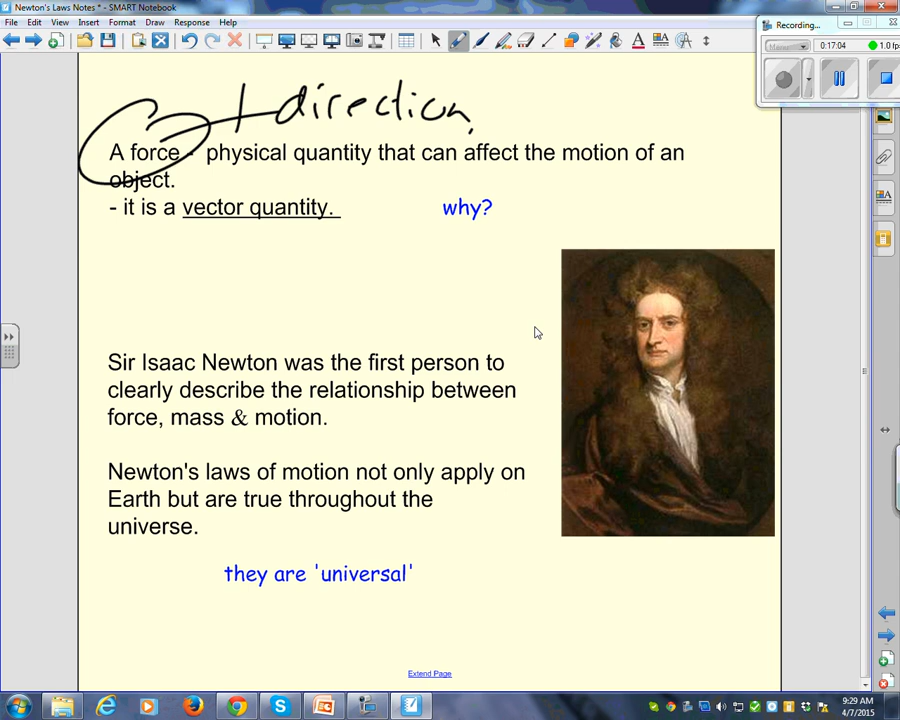 Newton's Laws Notes * - SMART Notebook
File Edit View Insert Format Draw Response Help
Recording...
0:17:04
1.0 fps
+ direction
A force - physical quantity that can affect the motion of an
object.
- it is a vector quantity.
why?
Sir Isaac Newton was the first person to
clearly describe the relationship between
force, mass & motion.
Newton's laws of motion not only apply on
Earth but are true throughout the
universe.
they are 'universal'
Extend Page
9:29 AM
4/7/2015